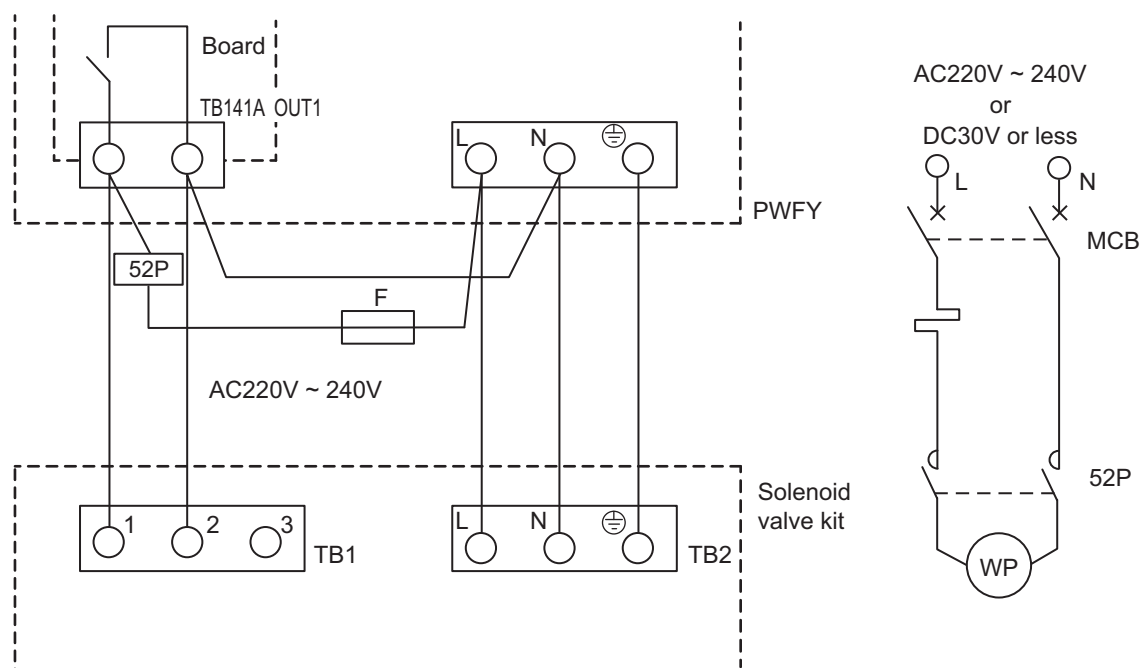 Board
TB141A OUT1
L
N
PWFY
52P
F
AC220V ~ 240V
1
2
3
TB1
L
N
TB2
Solenoid
valve kit
AC220V ~ 240V
or
DC30V or less
L
N
MCB
52P
WP